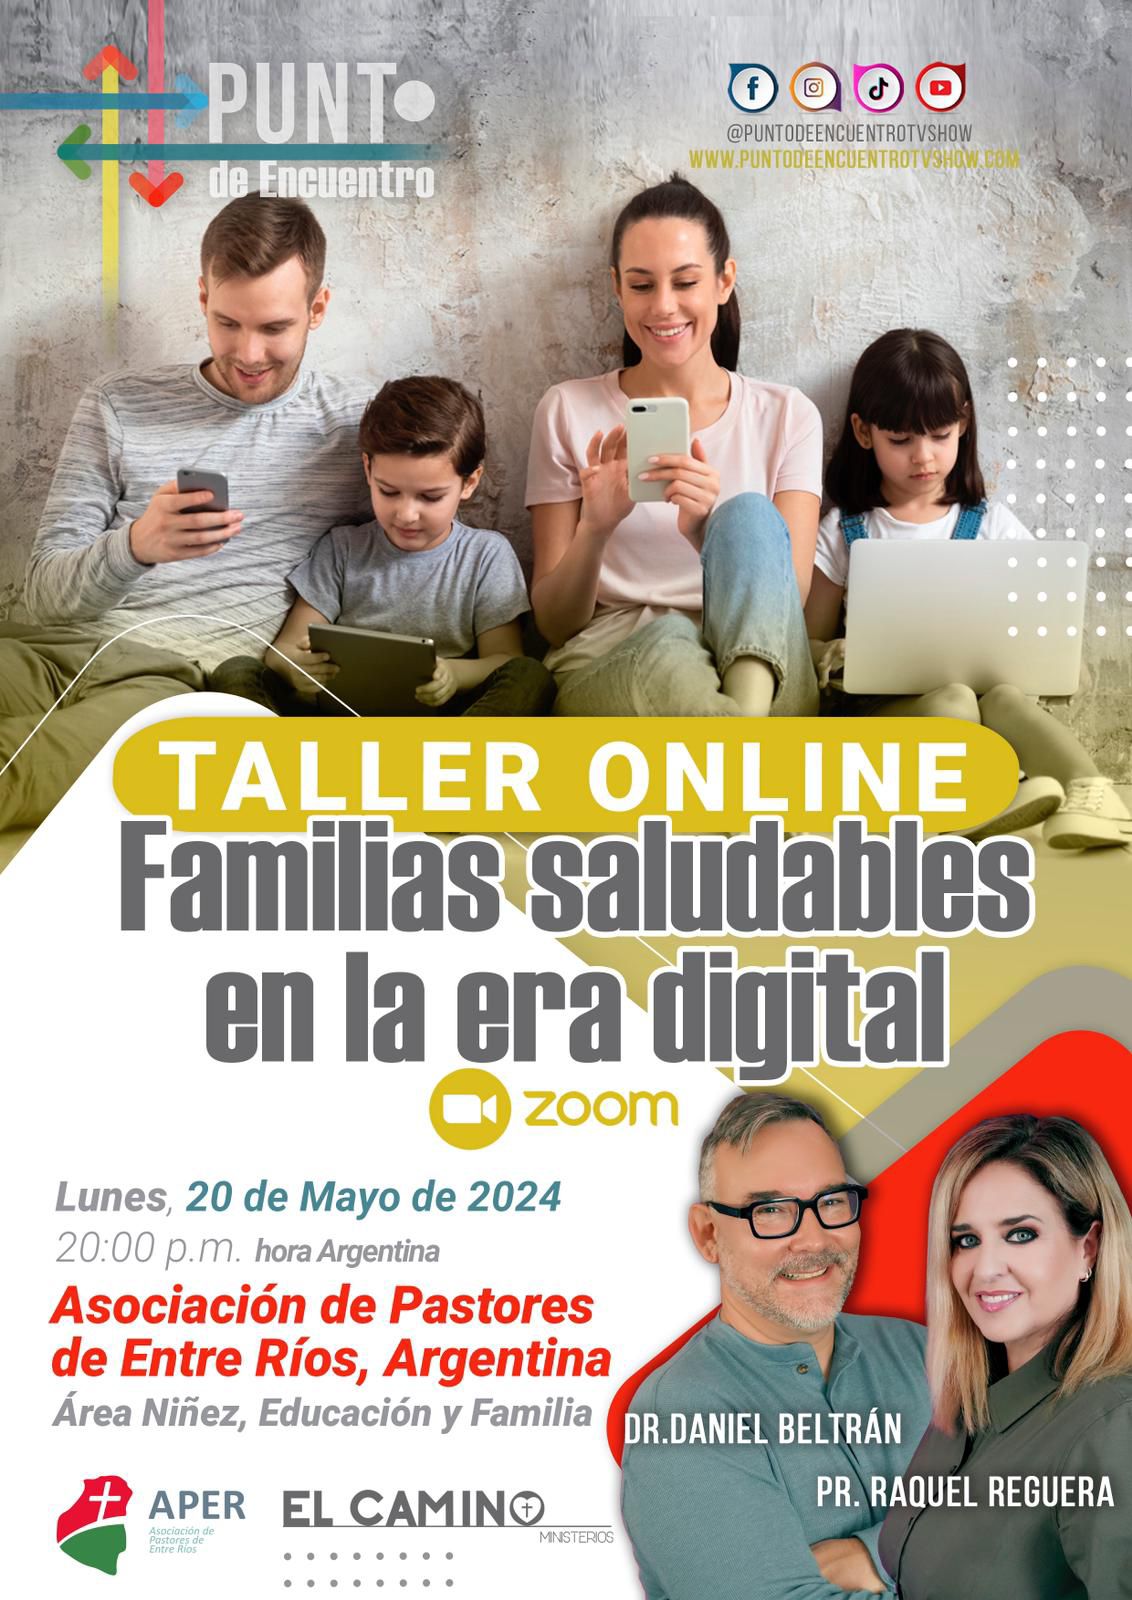 PUNTO
de Encuentro
@PUNTODEENCUENTROTVSHOW
WWW.PUNTODEENCUENTROTVSHOW.COM
TALLER ONLINE
Familias saludables
en la era digital
zoom
Lunes, 20 de Mayo de 2024
20:00 p.m. hora Argentina
Asociación de Pastores
de Entre Ríos, Argentina
Área Niñez, Educación y Familia
DR.DANIEL BELTRÁN
PR. RAQUEL REGUERA
APER
Asociación de
Pastores de
Entre Ríos
EL CAMINO
MINISTERIOS